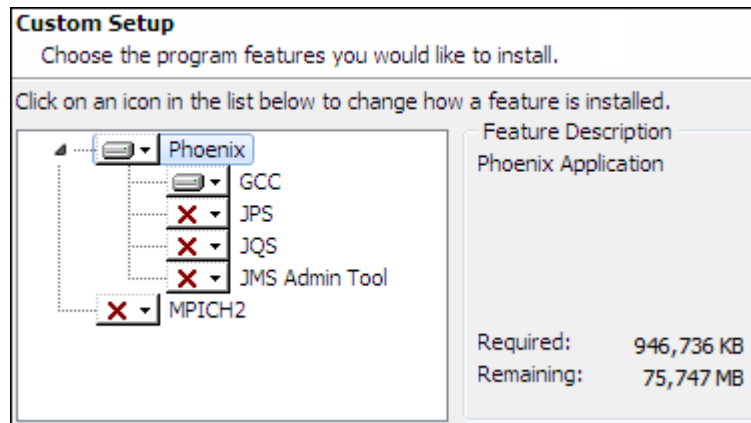 Custom Setup
Choose the program features you would like to install.
Click on an icon in the list below to change how a feature is installed.
Phoenix
GCC
JPS
JQS
JMS Admin Tool
MPICH2
Feature Description
Phoenix Application
Required: 946,736 KB
Remaining: 75,747 MB